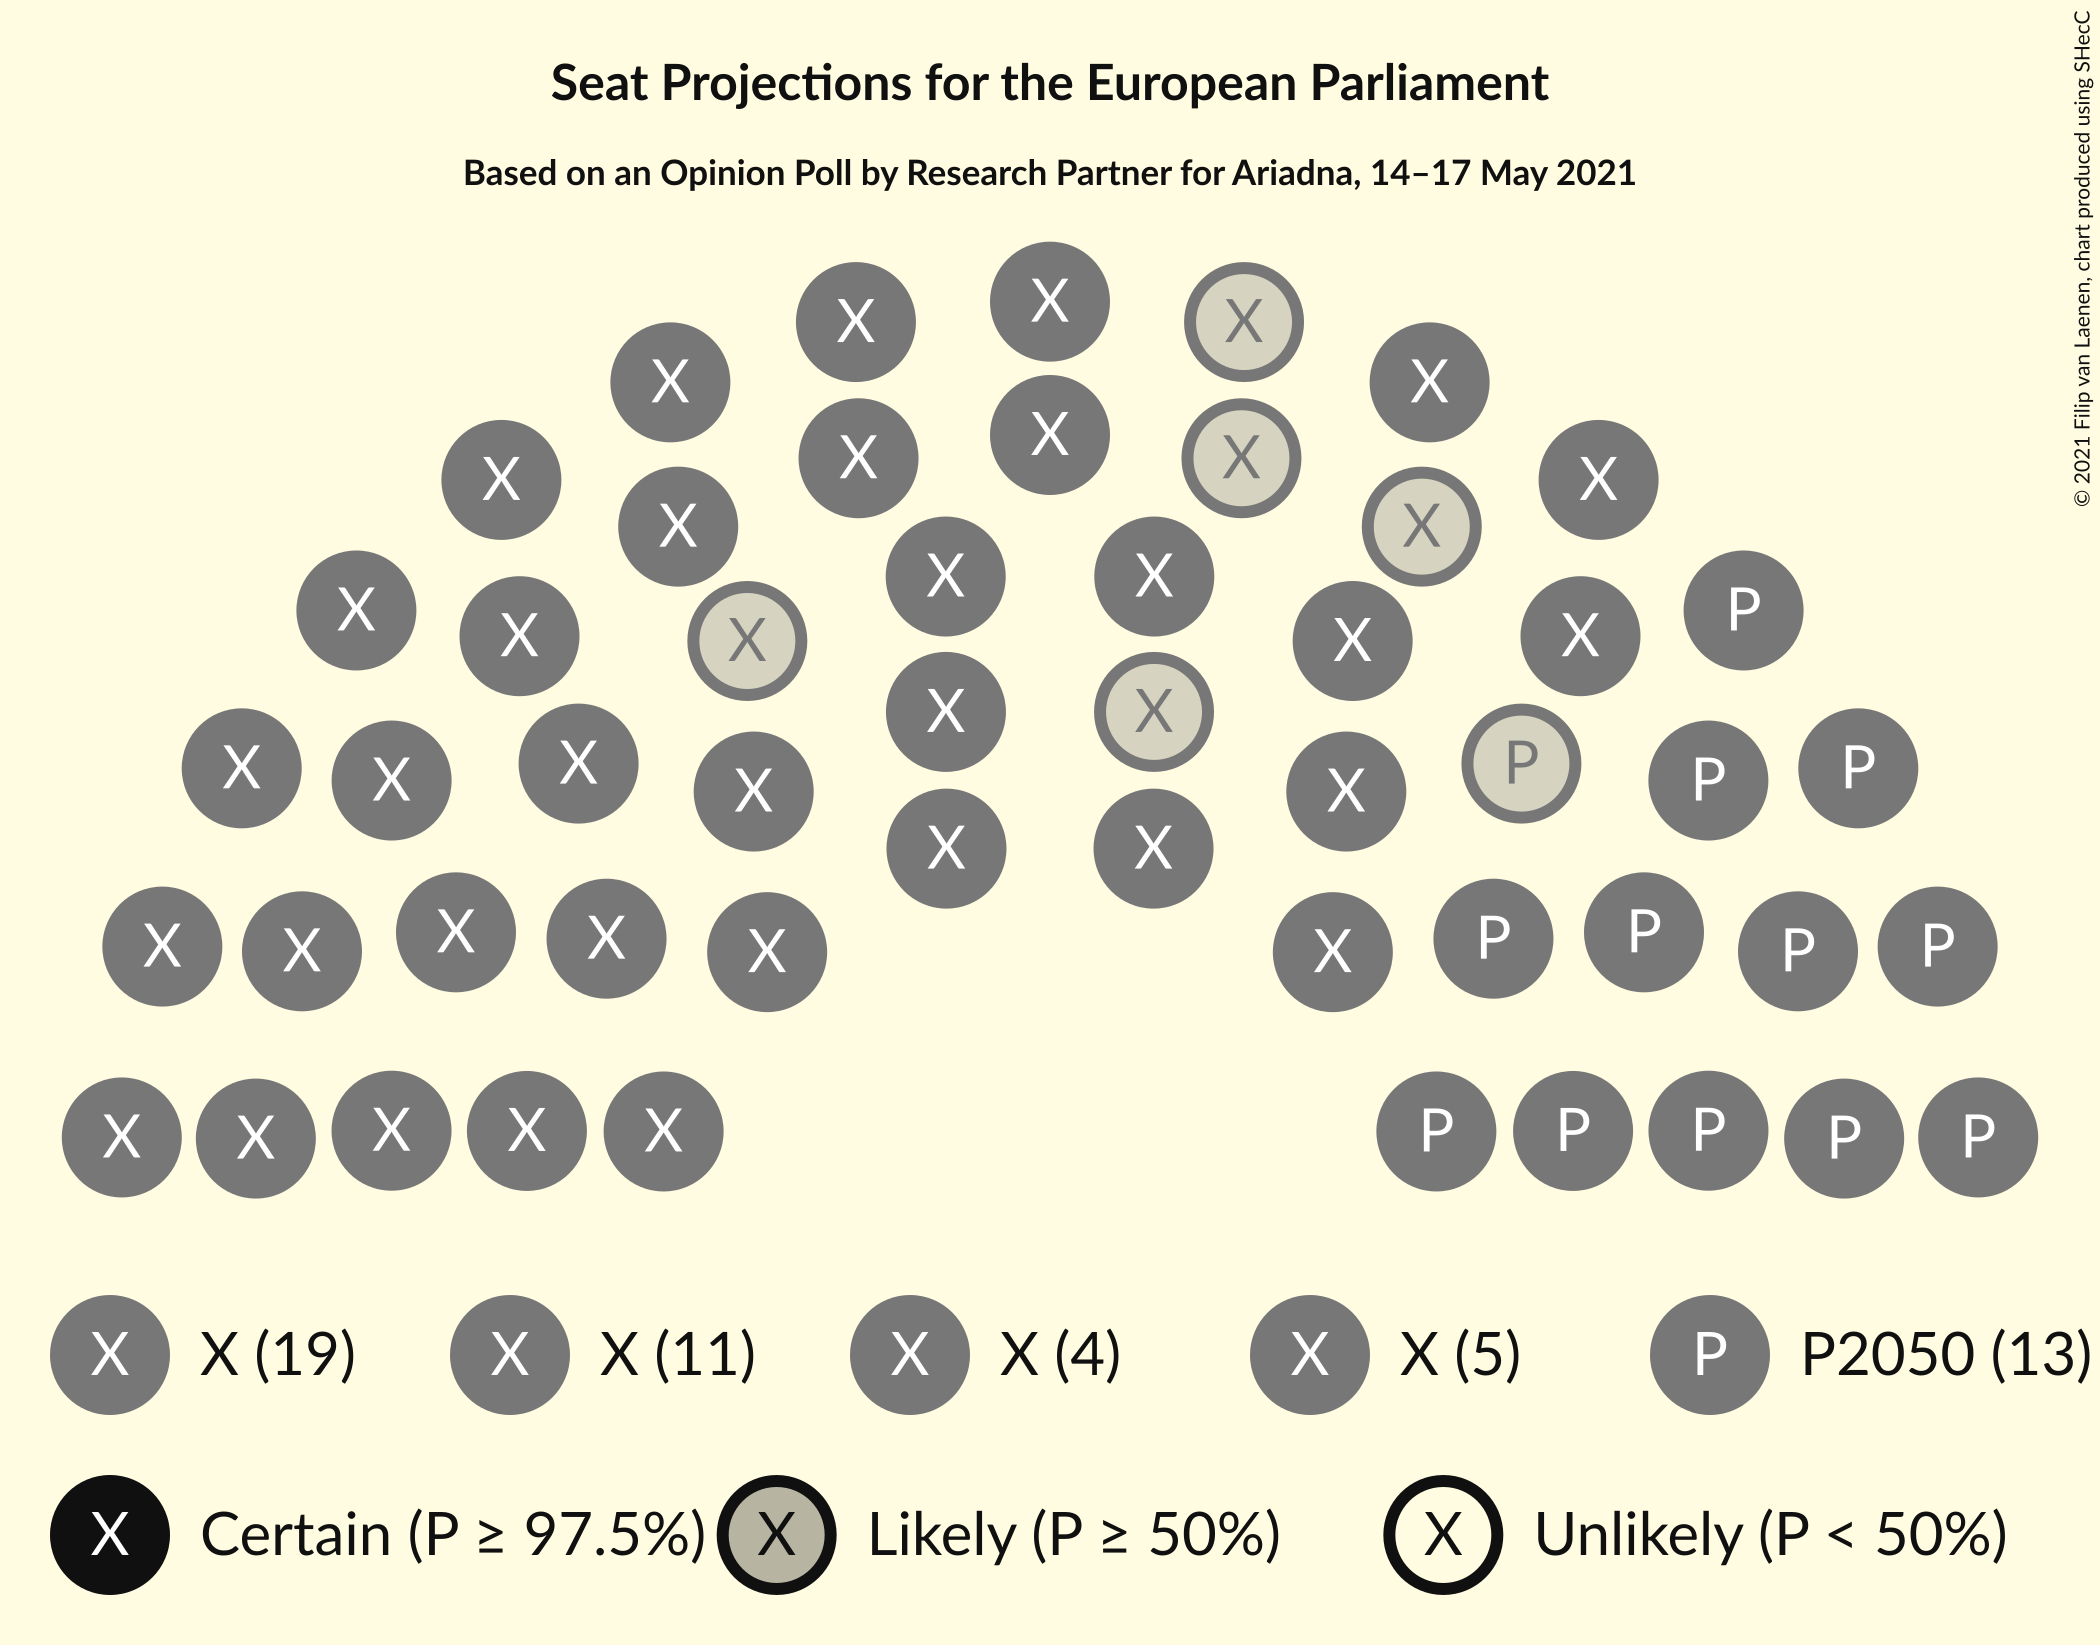 Seat Projections for the European Parliament
Based on an Opinion Poll by Research Partner for Ariadna, 14–17 May 2021
© 2021 Filip van Laenen, chart produced using SHecC
X X X X X
X X X X X
X X X X
X X X
X X X X
X X X X P
X X X X X P
X X X X P P P
X X X X X X P P P P
X X X X X P P P P P
X X (19) X X (11) X X (4) X X (5) P P2050 (13)
X Certain (P ≥ 97.5%) X Likely (P ≥ 50%) X Unlikely (P < 50%)